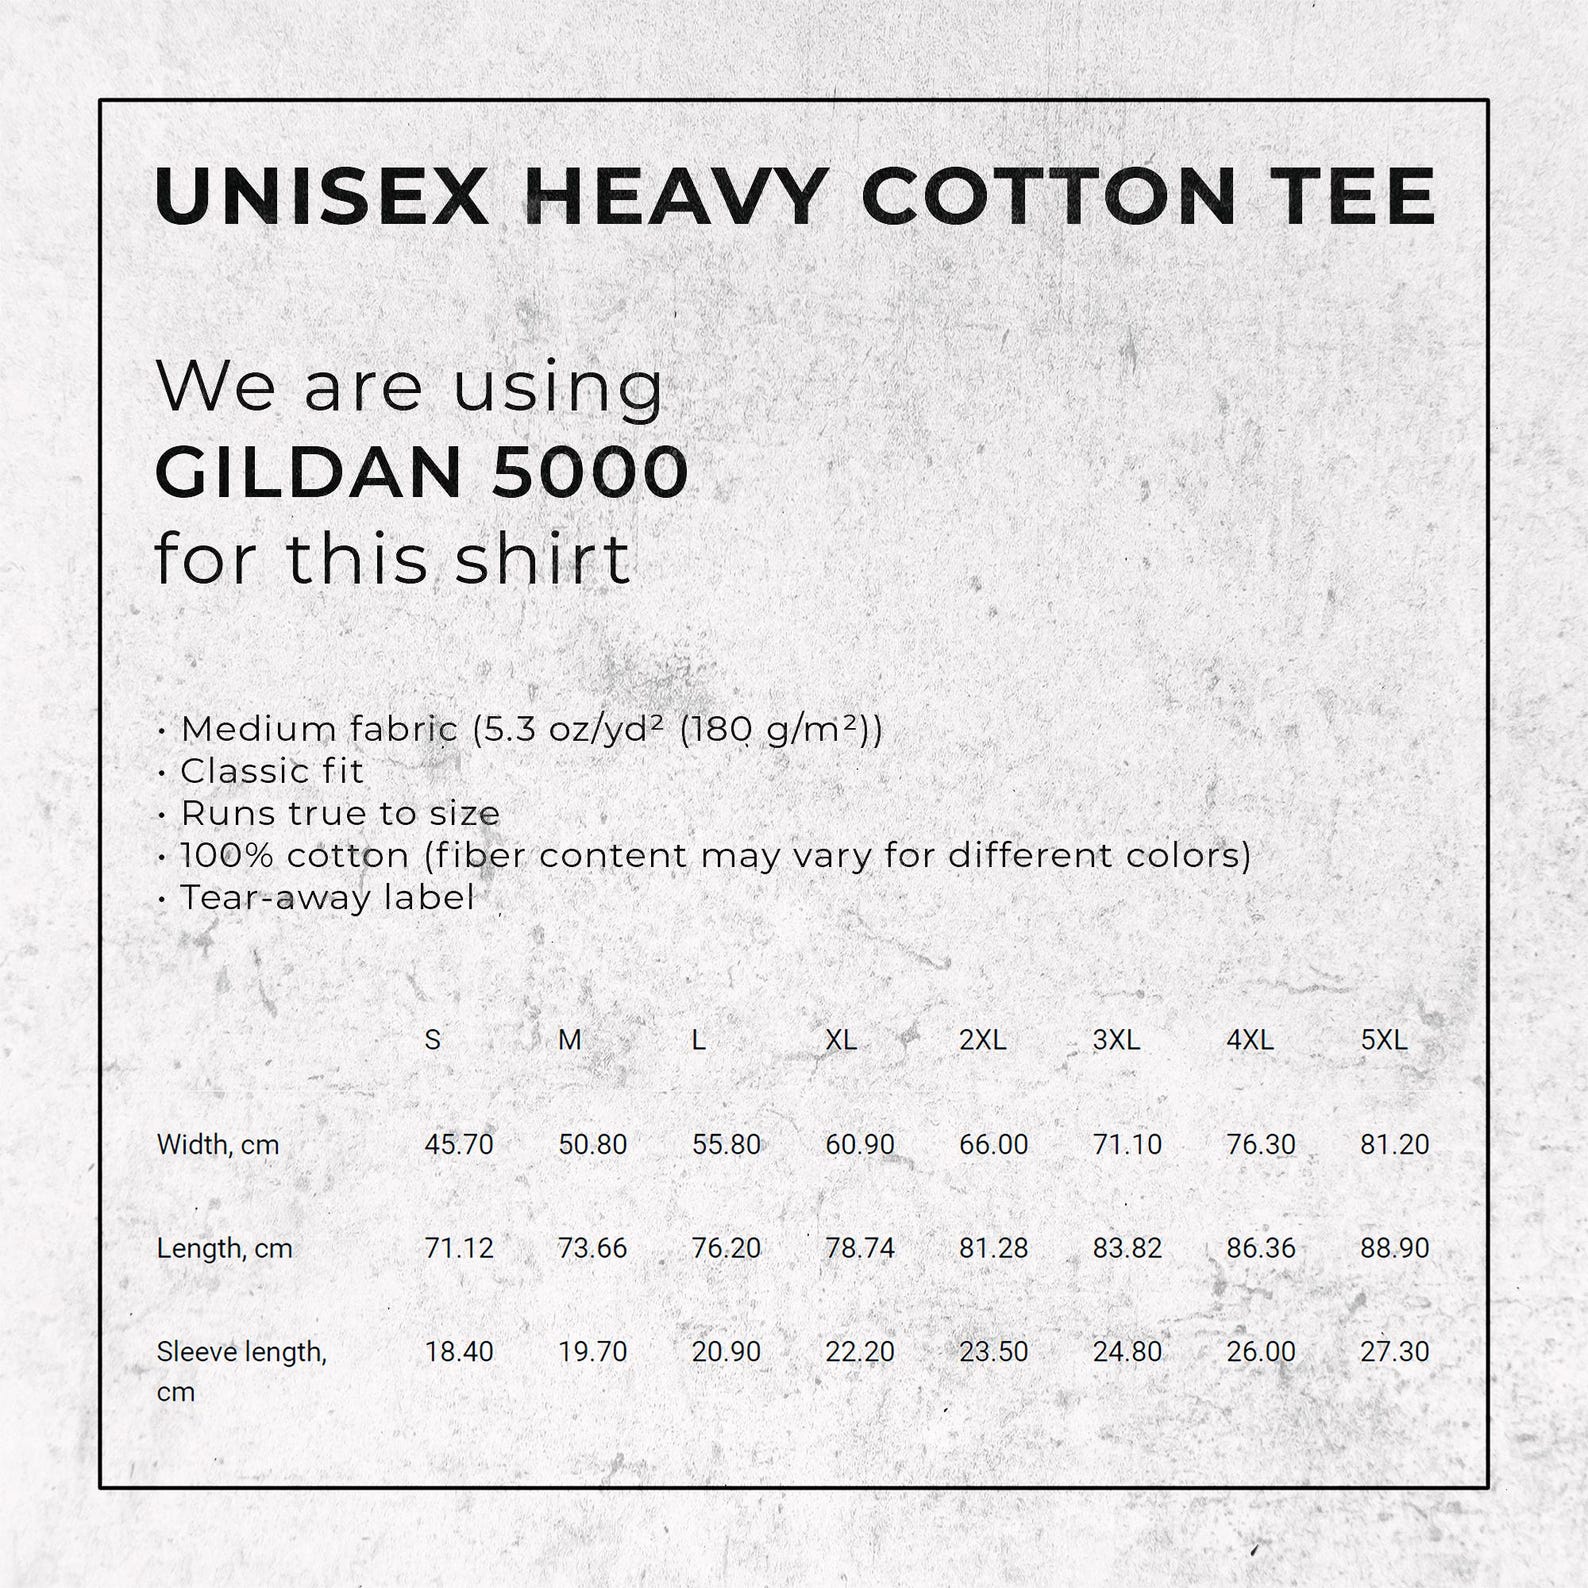 UNISEX HEAVY COTTON TEE
We are using
GILDAN 5000
for this shirt
• Medium fabric (5.3 oz/yd² (180 g/m²))
• Classic fit
• Runs true to size
• 100% cotton (fiber content may vary for different colors)
• Tear-away label
S M L XL 2XL 3XL 4XL 5XL
Width, cm 45.70 50.80 55.80 60.90 66.00 71.10 76.30 81.20
Length, cm 71.12 73.66 76.20 78.74 81.28 83.82 86.36 88.90
Sleeve length, 18.40 19.70 20.90 22.20 23.50 24.80 26.00 27.30
cm